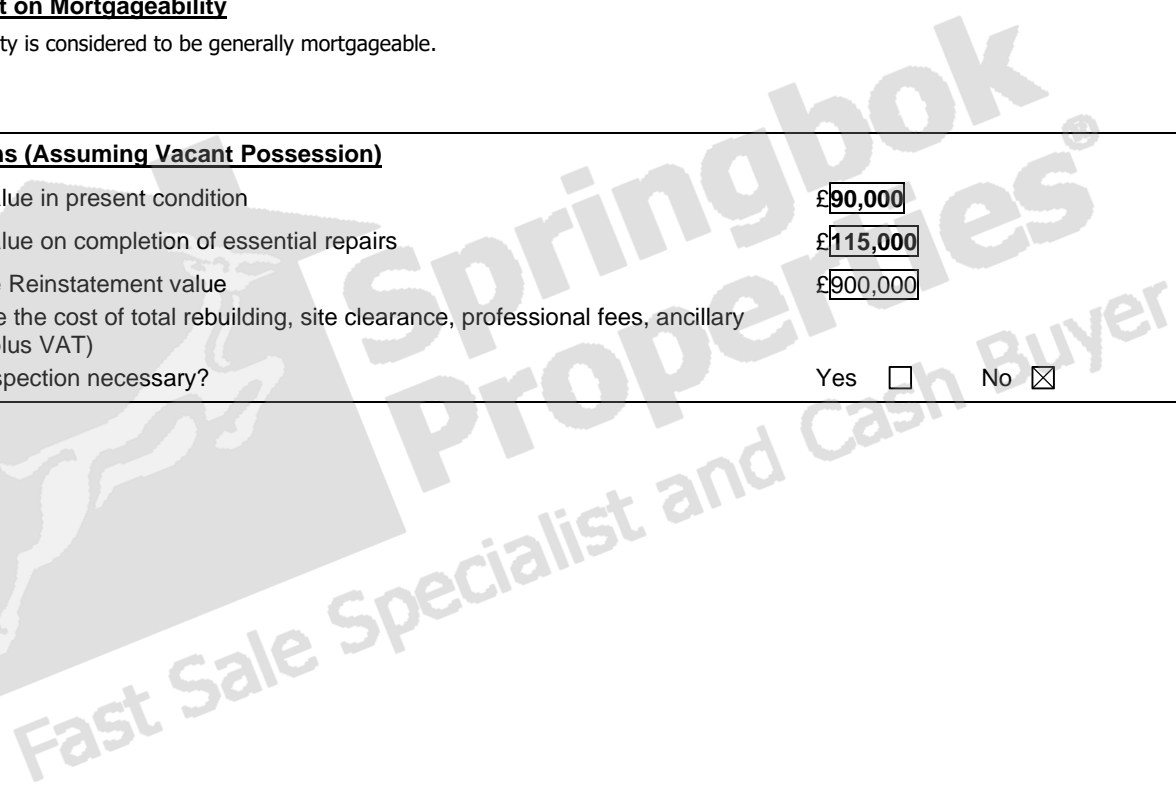 t on Mortgageability
ty is considered to be generally mortgageable.
ns (Assuming Vacant Possession)
lue in present condition £90,000
lue on completion of essential repairs £115,000
e Reinstatement value £900,000
e the cost of total rebuilding, site clearance, professional fees, ancillary
plus VAT)
spection necessary? Yes ☐ No ☒
Springbok
Properties®
Fast Sale Specialist and Cash Buyer